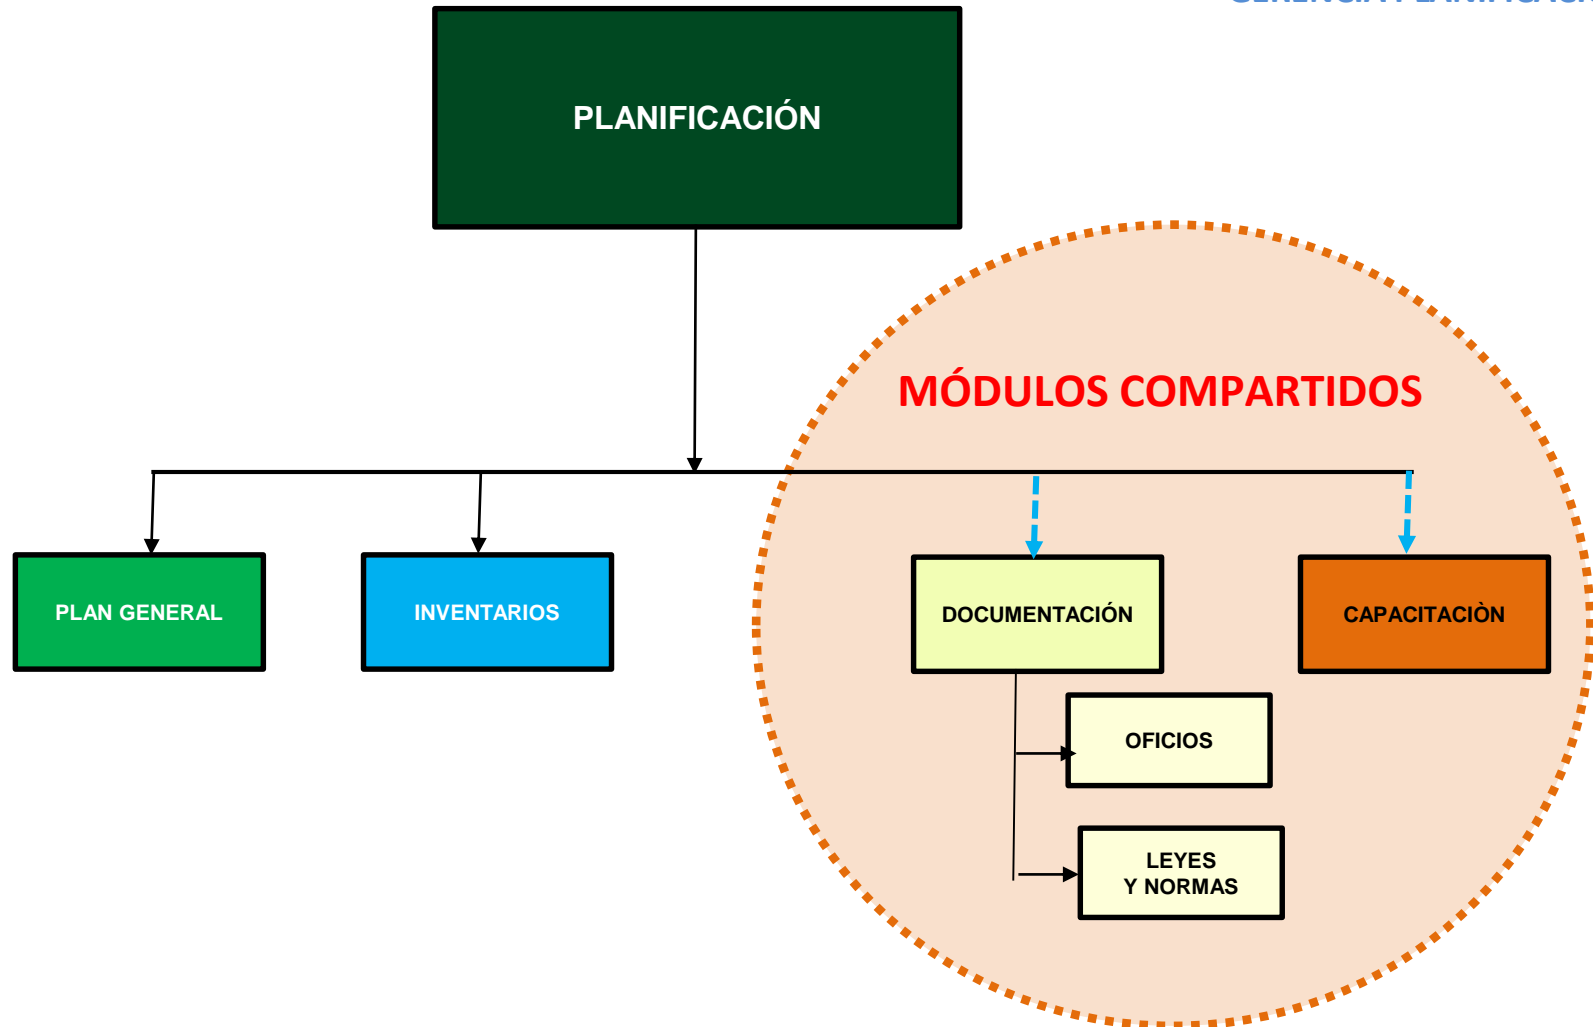 PLANIFICACIÓN
MÓDULOS COMPARTIDOS
PLAN GENERAL
INVENTARIOS
DOCUMENTACIÓN
CAPACITACIÒN
OFICIOS
LEYES
Y NORMAS